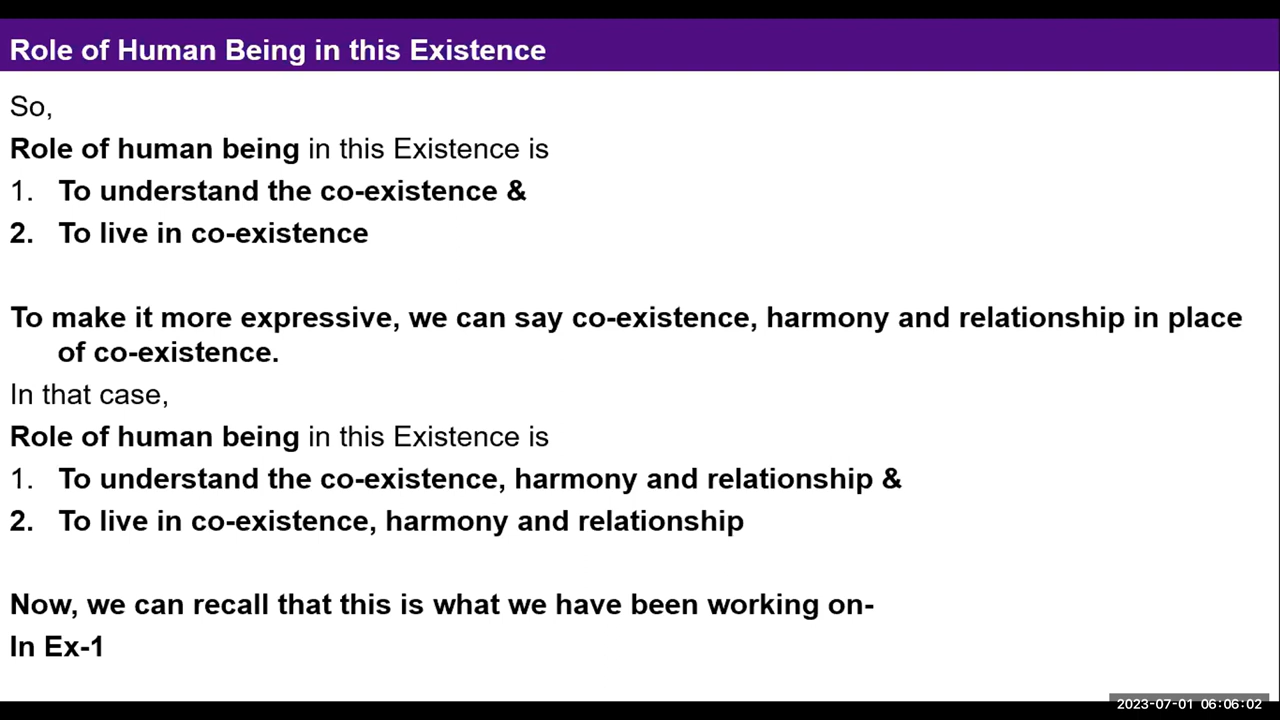 Role of Human Being in this Existence
So,
Role of human being in this Existence is
1. To understand the co-existence &
2. To live in co-existence
To make it more expressive, we can say co-existence, harmony and relationship in place
of co-existence.
In that case,
Role of human being in this Existence is
1. To understand the co-existence, harmony and relationship &
2. To live in co-existence, harmony and relationship
Now, we can recall that this is what we have been working on-
In Ex-1
2023-07-01 06:06:02